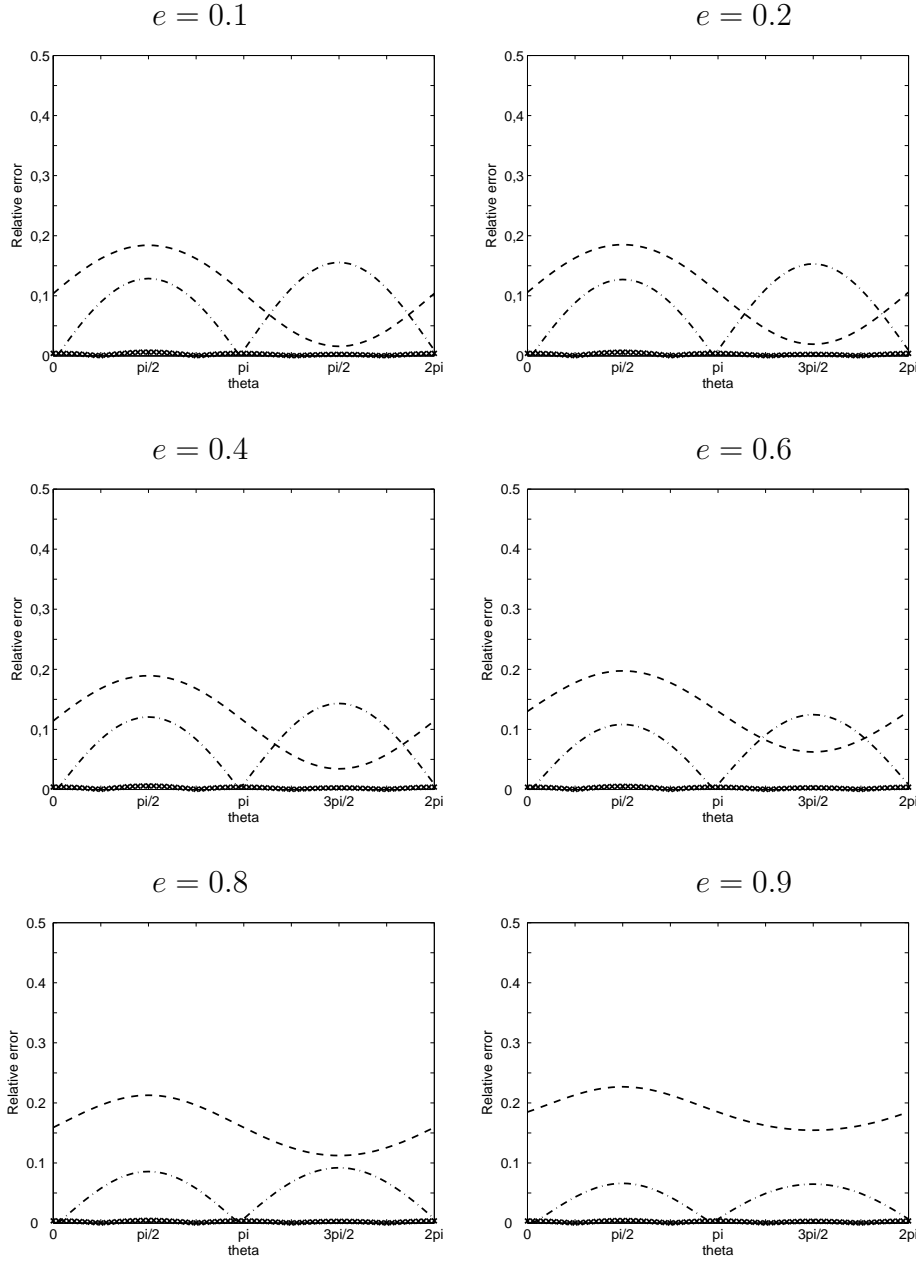 e = 0.1
e = 0.2
0.5
0,4
0,3
0,2
0,1
0
Relative error
0
pi/2
pi
pi/2
2pi
theta
0.5
0,4
0,3
0,2
0,1
0
Relative error
0
pi/2
pi
3pi/2
2pi
theta
e = 0.4
e = 0.6
0.5
0,4
0,3
0,2
0,1
0
Relative error
0
pi/2
pi
3pi/2
2pi
theta
0.5
0.4
0.3
0.2
0.1
0
Relative error
0
pi/2
pi
3pi/2
2pi
theta
e = 0.8
e = 0.9
0.5
0.4
0.3
0.2
0.1
0
Relative error
0
pi/2
pi
3pi/2
2pi
theta
0.5
0.4
0.3
0.2
0.1
0
Relative error
0
pi/2
pi
3pi/2
2pi
theta